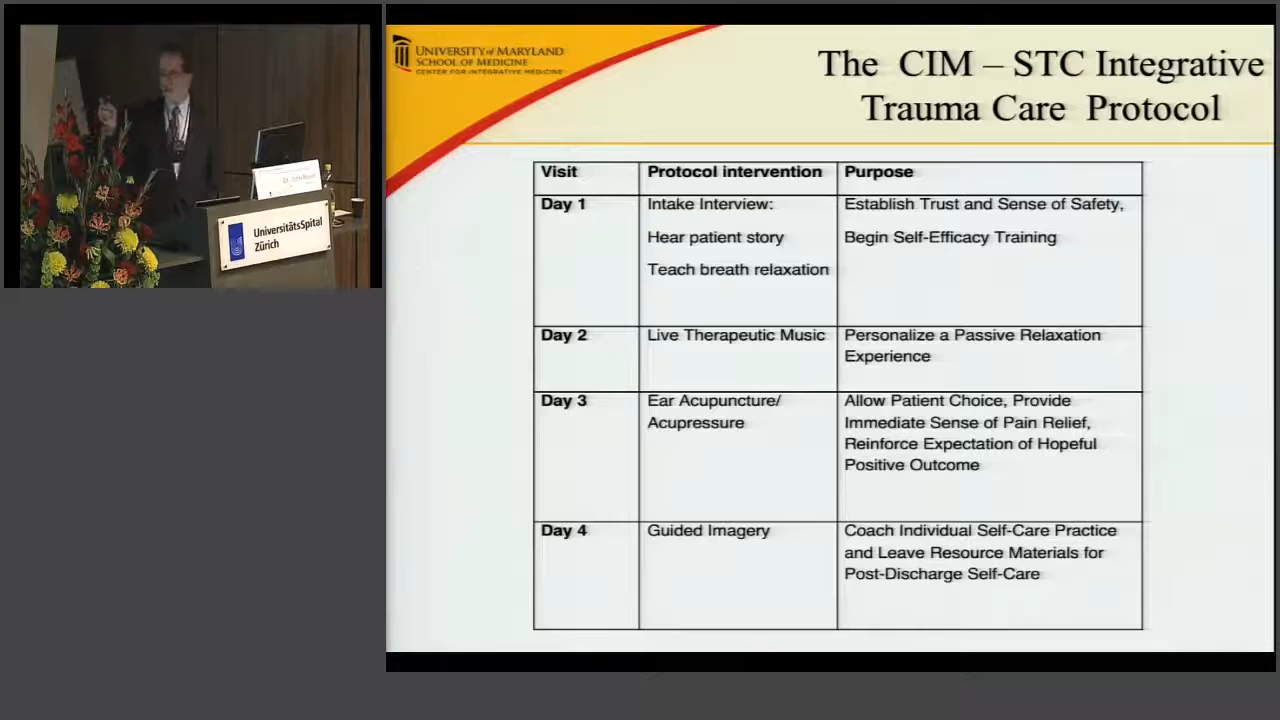 UNIVERSITY of MARYLAND
SCHOOL OF MEDICINE
CENTER FOR INTEGRATIVE MEDICINE
The CIM – STC Integrative
Trauma Care Protocol
Visit Protocol intervention Purpose
Day 1 Intake Interview: Establish Trust and Sense of Safety,
Hear patient story Begin Self-Efficacy Training
Teach breath relaxation
Day 2 Live Therapeutic Music Personalize a Passive Relaxation
Experience
Day 3 Ear Acupuncture/ Allow Patient Choice, Provide
Acupressure Immediate Sense of Pain Relief,
Reinforce Expectation of Hopeful
Positive Outcome
Day 4 Guided Imagery Coach Individual Self-Care Practice
and Leave Resource Materials for
Post-Discharge Self-Care
UniversitätsSpital
Zürich